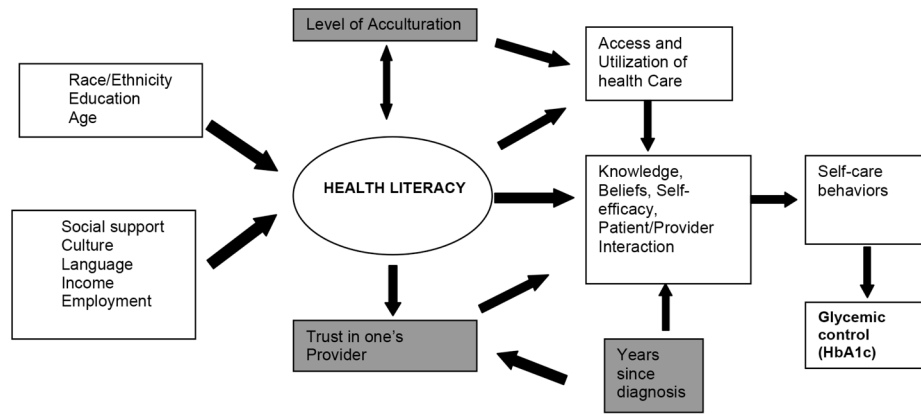 Level of Acculturation
Race/Ethnicity
Education
Age
Access and
Utilization of
health Care
HEALTH LITERACY
Knowledge,
Beliefs, Self-
efficacy,
Patient/Provider
Interaction
Self-care
behaviors
Social support
Culture
Language
Income
Employment
Trust in one's
Provider
Years
since
diagnosis
Glycemic
control
(HbA1c)